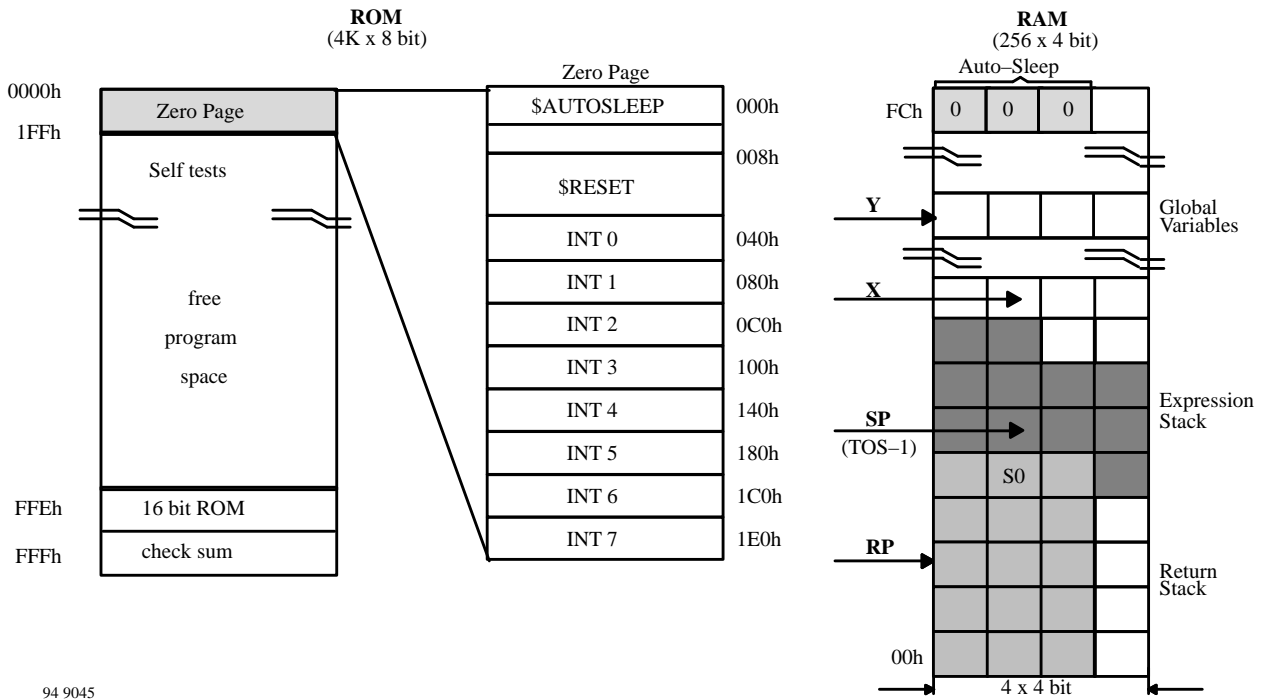 ROM
(4K x 8 bit)
0000h
Zero Page
1FFh
Self tests
free
program
space
FFEh
16 bit ROM
FFFh
check sum
Zero Page
$AUTOSLEEP
000h
008h
$RESET
INT 0
040h
INT 1
080h
INT 2
0C0h
INT 3
100h
INT 4
140h
INT 5
180h
INT 6
1C0h
INT 7
1E0h
RAM
(256 x 4 bit)
Auto–Sleep
FCh
0 0 0
Y
Global
Variables
X
Expression
Stack
SP
(TOS–1)
S0
RP
Return
Stack
00h
4 x 4 bit
94 9045